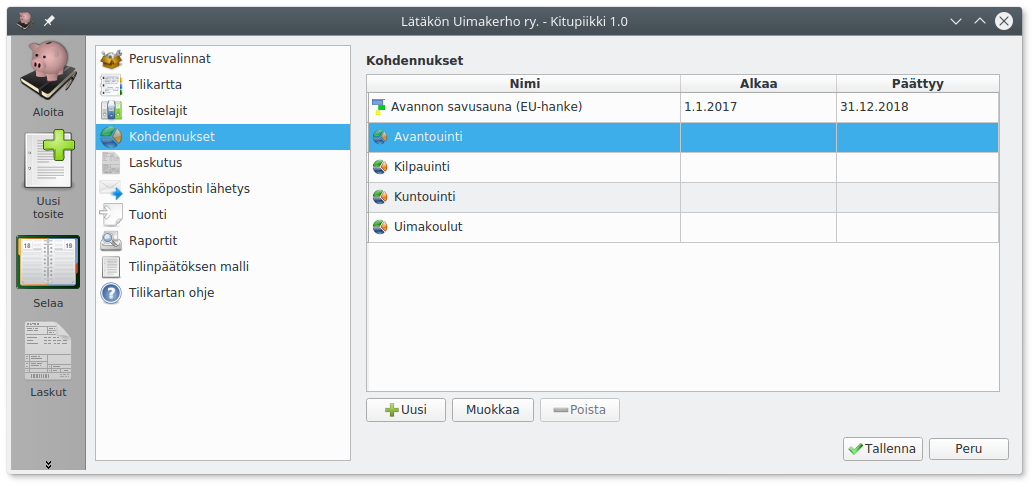 Lätäkön Uimakerho ry. - Kitupiikki 1.0
Aloita
Uusi
tosite
18 19
Selaa
Laskut
Perusvalinnat
Tilikartta
Tositelajit
Kohdennukset
Laskutus
Sähköpostin lähetys
Tuonti
Raportit
Tilinpäätöksen malli
Tilikartan ohje
Kohdennukset
Nimi Alkaa Päättyy
Avannon savusauna (EU-hanke) 1.1.2017 31.12.2018
Avantouinti
Kilpauinti
Kuntouinti
Uimakoulut
Uusi Muokkaa Poista
Tallenna Peru